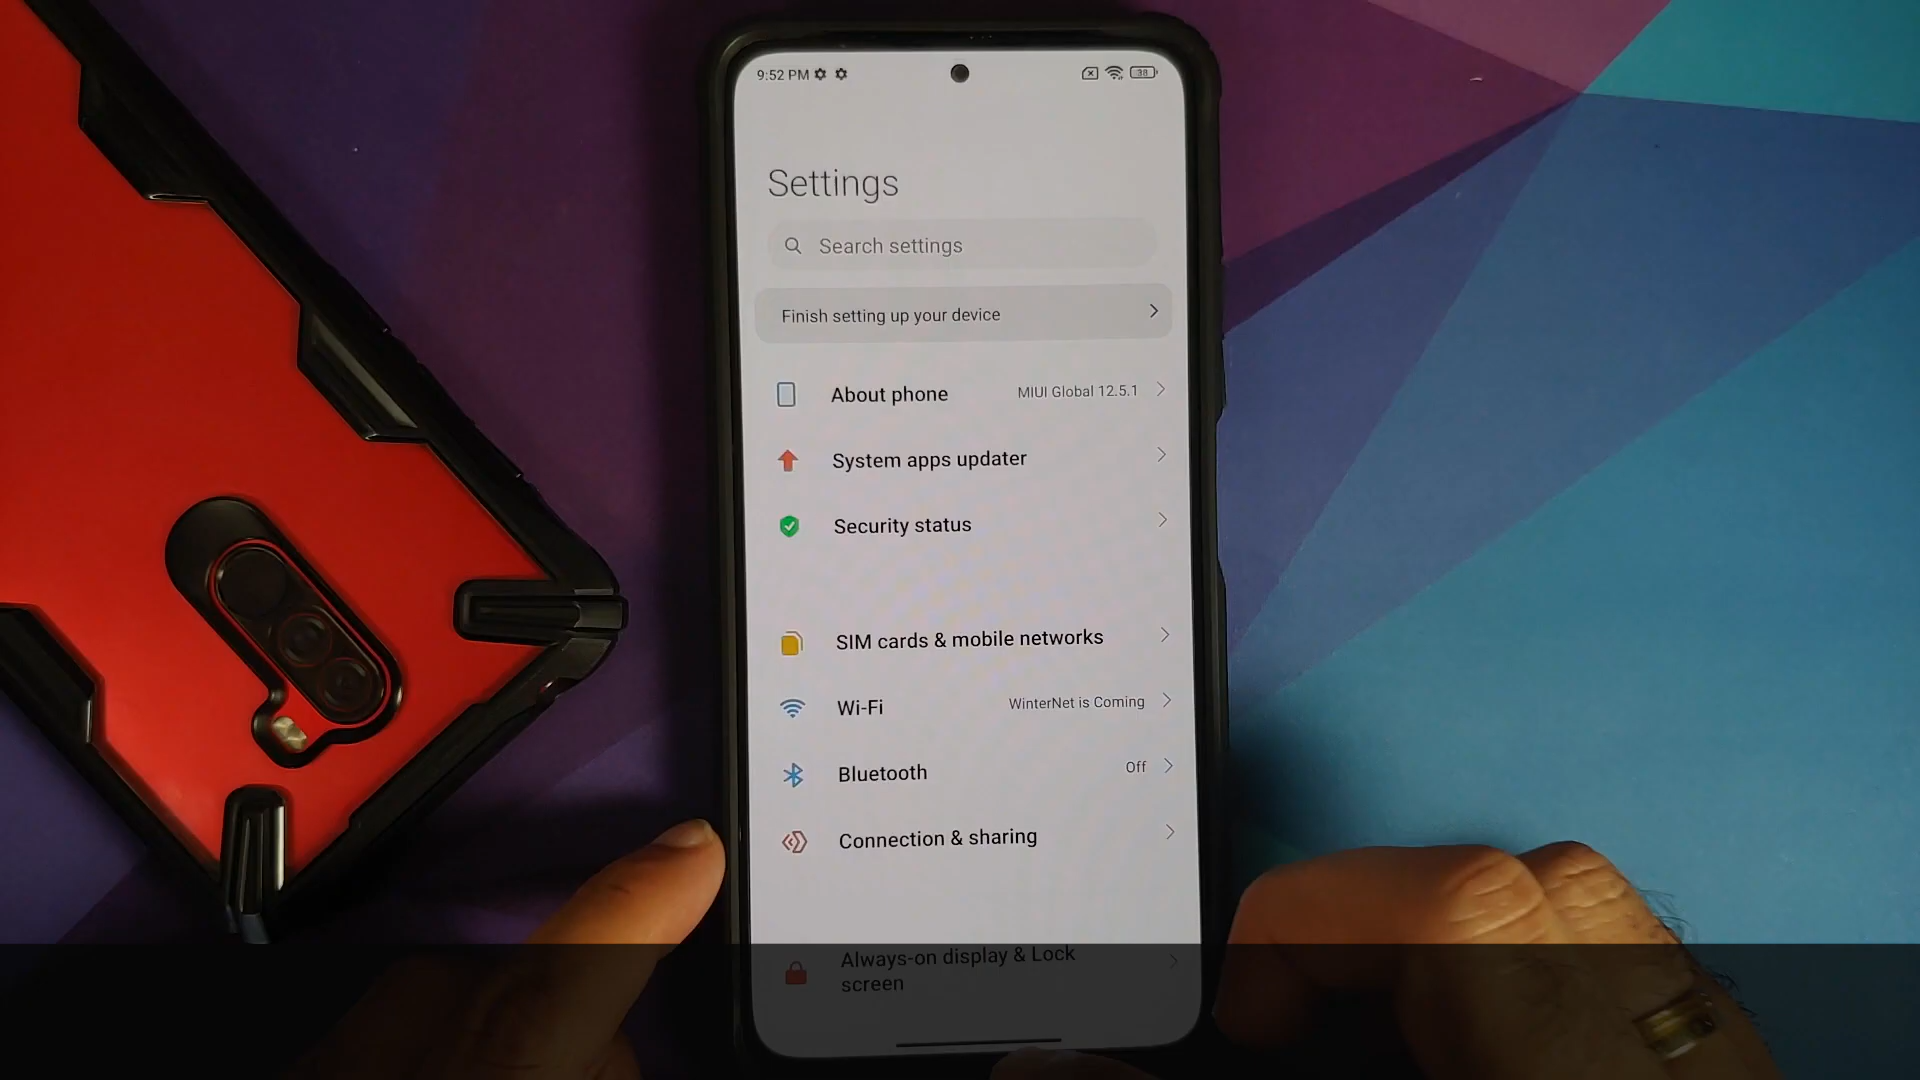 9:52 PM
38
Settings
Search settings
Finish setting up your device
About phone MIUI Global 12.5.1
System apps updater
Security status
SIM cards & mobile networks
Wi-Fi WinterNet is Coming
Bluetooth Off
Connection & sharing
Always-on display & Lock
screen